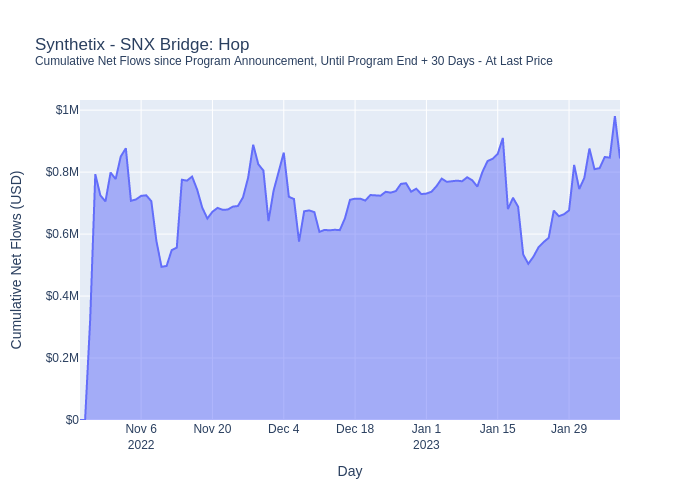 Synthetix - SNX Bridge: Hop
Cumulative Net Flows since Program Announcement, Until Program End + 30 Days - At Last Price
$1M
$0.8M
$0.6M
$0.4M
$0.2M
$0
Cumulative Net Flows (USD)
Nov 6
2022
Nov 20
Dec 4
Dec 18
Jan 1
2023
Jan 15
Jan 29
Day